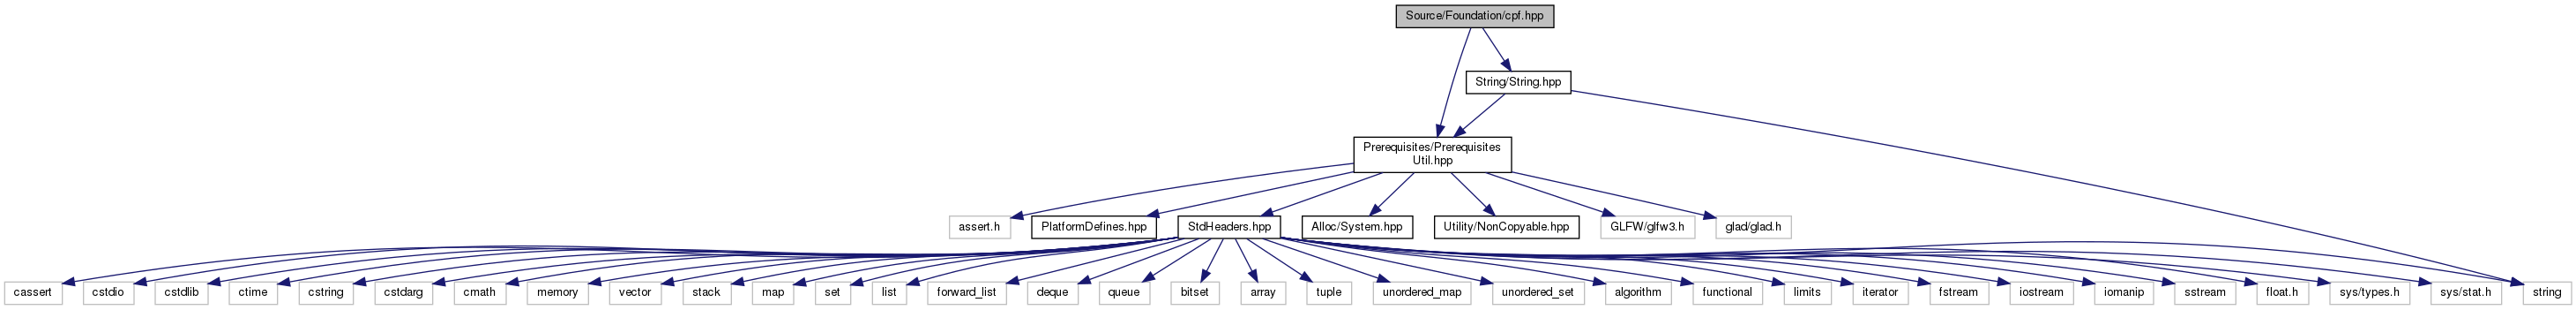 Source/Foundation/cpf.hpp
String/String.hpp
Prerequisites/Prerequisites
Util.hpp
assert.h
PlatformDefines.hpp
StdHeaders.hpp
Alloc/System.hpp
Utility/NonCopyable.hpp
GLFW/glfw3.h
glad/glad.h
cassert
cstdio
cstdlib
ctime
cstring
cstdarg
cmath
memory
vector
stack
map
set
list
forward_list
deque
queue
bitset
array
tuple
unordered_map
unordered_set
algorithm
functional
limits
iterator
fstream
iostream
iomanip
sstream
float.h
sys/types.h
sys/stat.h
string